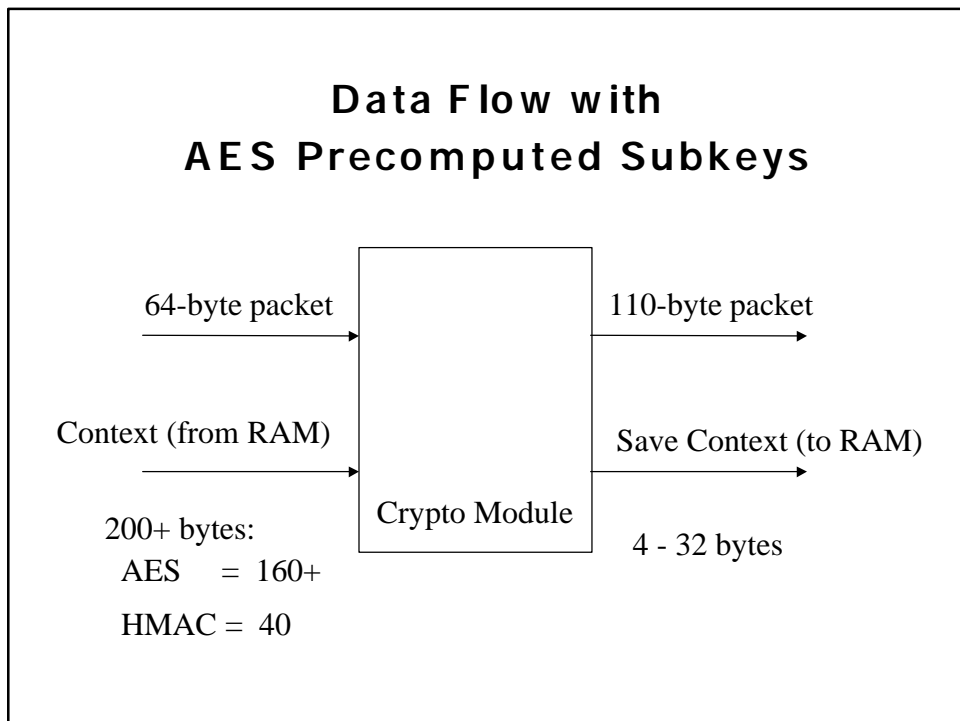 Data Flow with
AES Precomputed Subkeys
64-byte packet
110-byte packet
Context (from RAM)
Save Context (to RAM)
Crypto Module
200+ bytes:
AES = 160+
HMAC = 40
4 - 32 bytes